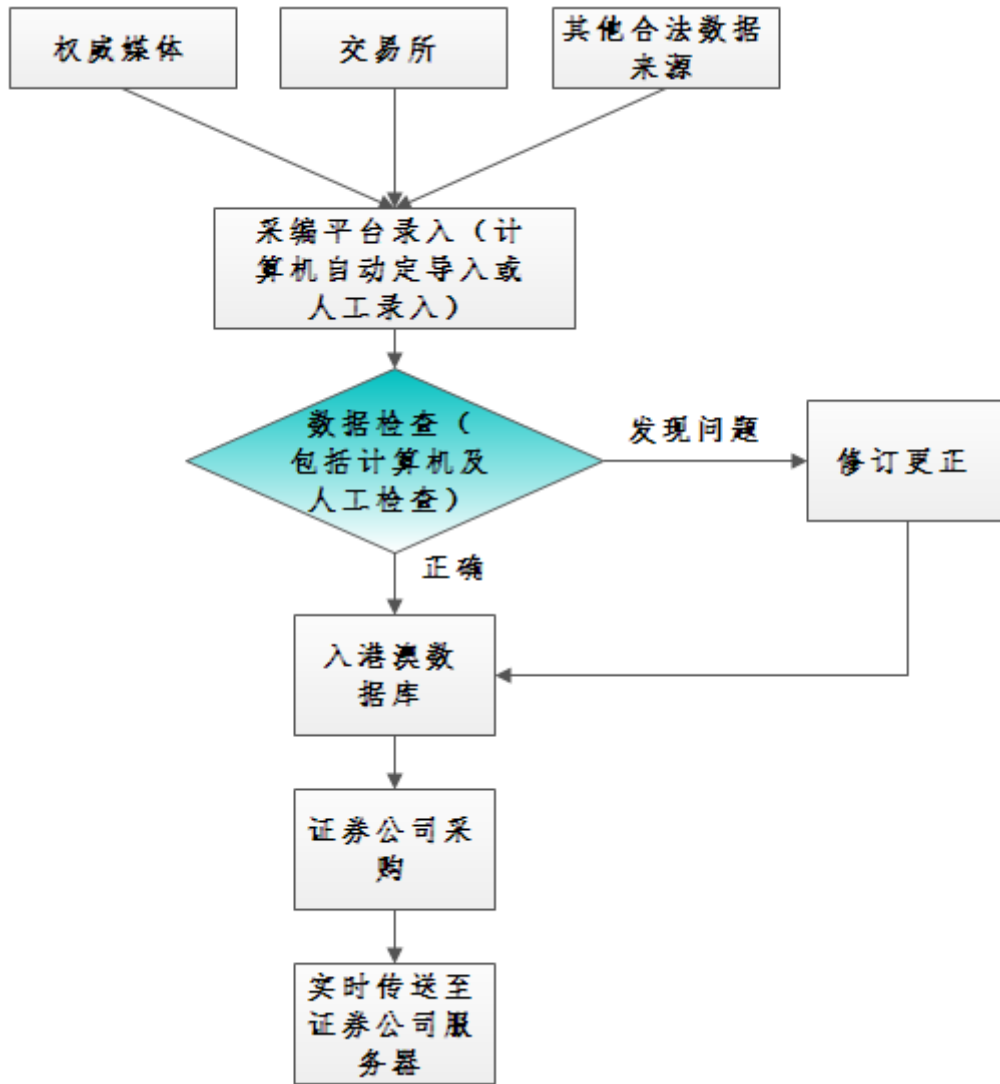 权威媒体
交易所
其他合法数据
来源
采编平台录入（计
算机自动定导入或
人工录入）
数据检查（
包括计算机及
人工检查）
发现问题
修订更正
正确
入港澳数
据库
证券公司采
购
实时传送至
证券公司服
务器